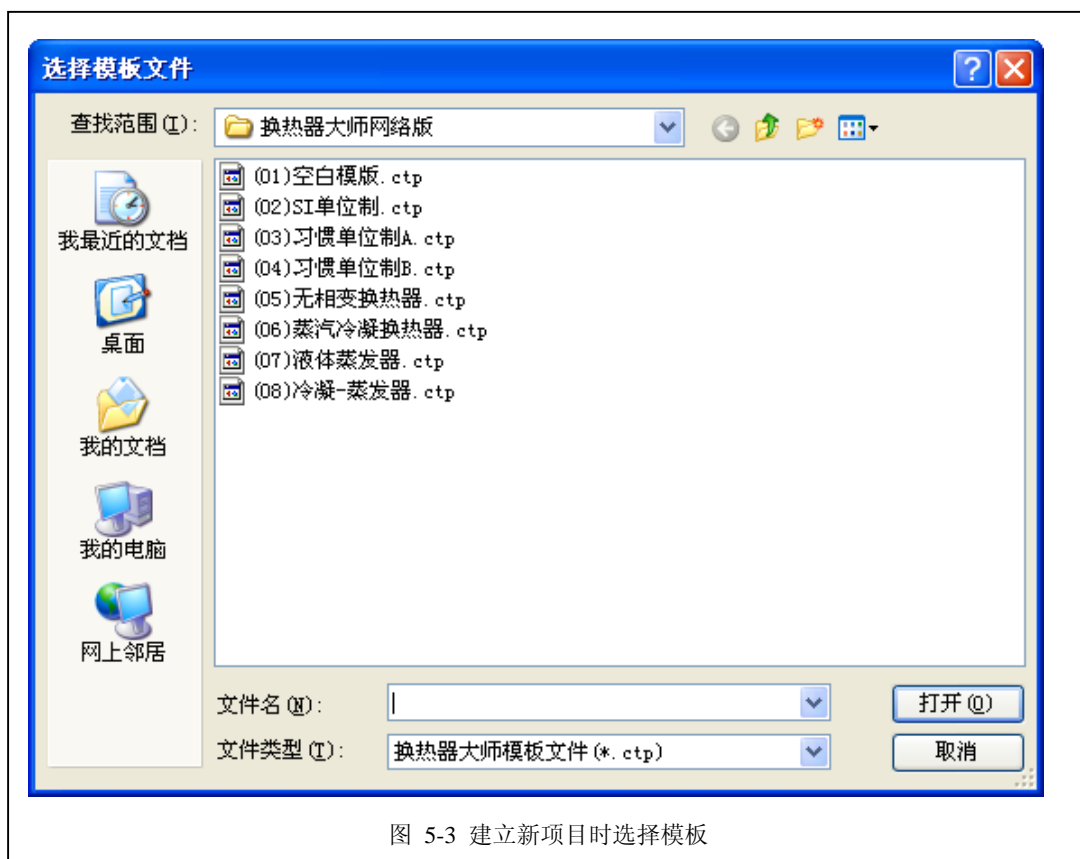 选择模板文件
查找范围(I):
换热器大师网络版
(01)空白模版.ctp
(02)SI单位制.ctp
(03)习惯单位制A.ctp
(04)习惯单位制B.ctp
(05)无相变换热器.ctp
(06)蒸汽冷凝换热器.ctp
(07)液体蒸发器.ctp
(08)冷凝-蒸发器.ctp
我最近的文档
桌面
我的文档
我的电脑
网上邻居
文件名(N):
打开(O)
文件类型(T):
换热器大师模板文件(*.ctp)
取消
图 5-3 建立新项目时选择模板